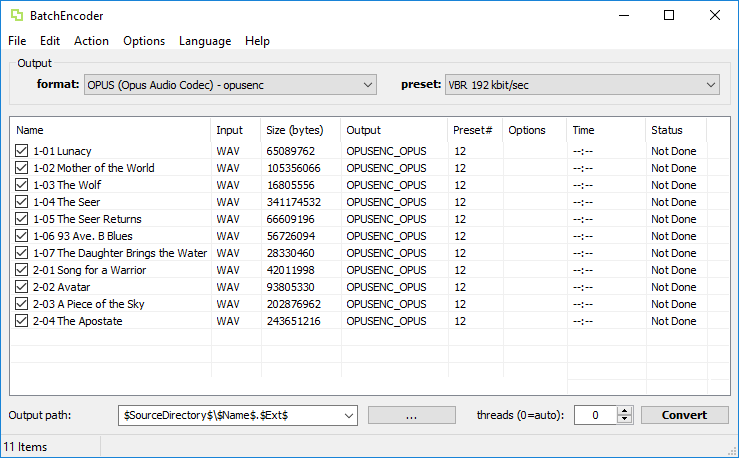 BatchEncoder
File Edit Action Options Language Help
Output
format: OPUS (Opus Audio Codec) - opusenc preset: VBR 192 kbit/sec
Name Input Size (bytes) Output Preset# Options Time Status
1-01 Lunacy WAV 65089762 OPUSENC_OPUS 12 --:-- Not Done
1-02 Mother of the World WAV 105356066 OPUSENC_OPUS 12 --:-- Not Done
1-03 The Wolf WAV 16805556 OPUSENC_OPUS 12 --:-- Not Done
1-04 The Seer WAV 341174532 OPUSENC_OPUS 12 --:-- Not Done
1-05 The Seer Returns WAV 66609196 OPUSENC_OPUS 12 --:-- Not Done
1-06 93 Ave. B Blues WAV 56726094 OPUSENC_OPUS 12 --:-- Not Done
1-07 The Daughter Brings the Water WAV 28330460 OPUSENC_OPUS 12 --:-- Not Done
2-01 Song for a Warrior WAV 42011998 OPUSENC_OPUS 12 --:-- Not Done
2-02 Avatar WAV 93805330 OPUSENC_OPUS 12 --:-- Not Done
2-03 A Piece of the Sky WAV 202876962 OPUSENC_OPUS 12 --:-- Not Done
2-04 The Apostate WAV 243651216 OPUSENC_OPUS 12 --:-- Not Done
Output path: $SourceDirectory$\$Name$.$Ext$ ... threads (0=auto): 0 Convert
11 Items